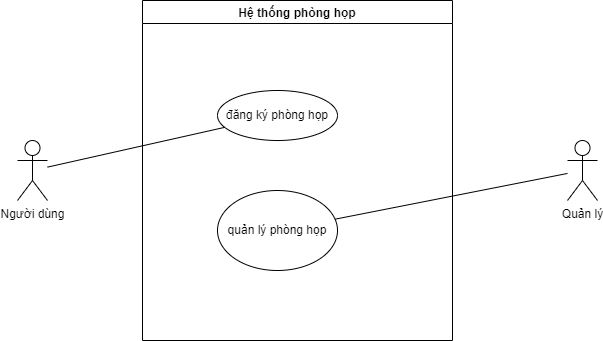 Hệ thống phòng họp
đăng ký phòng họp
Người dùng
Quản lý
quản lý phòng họp